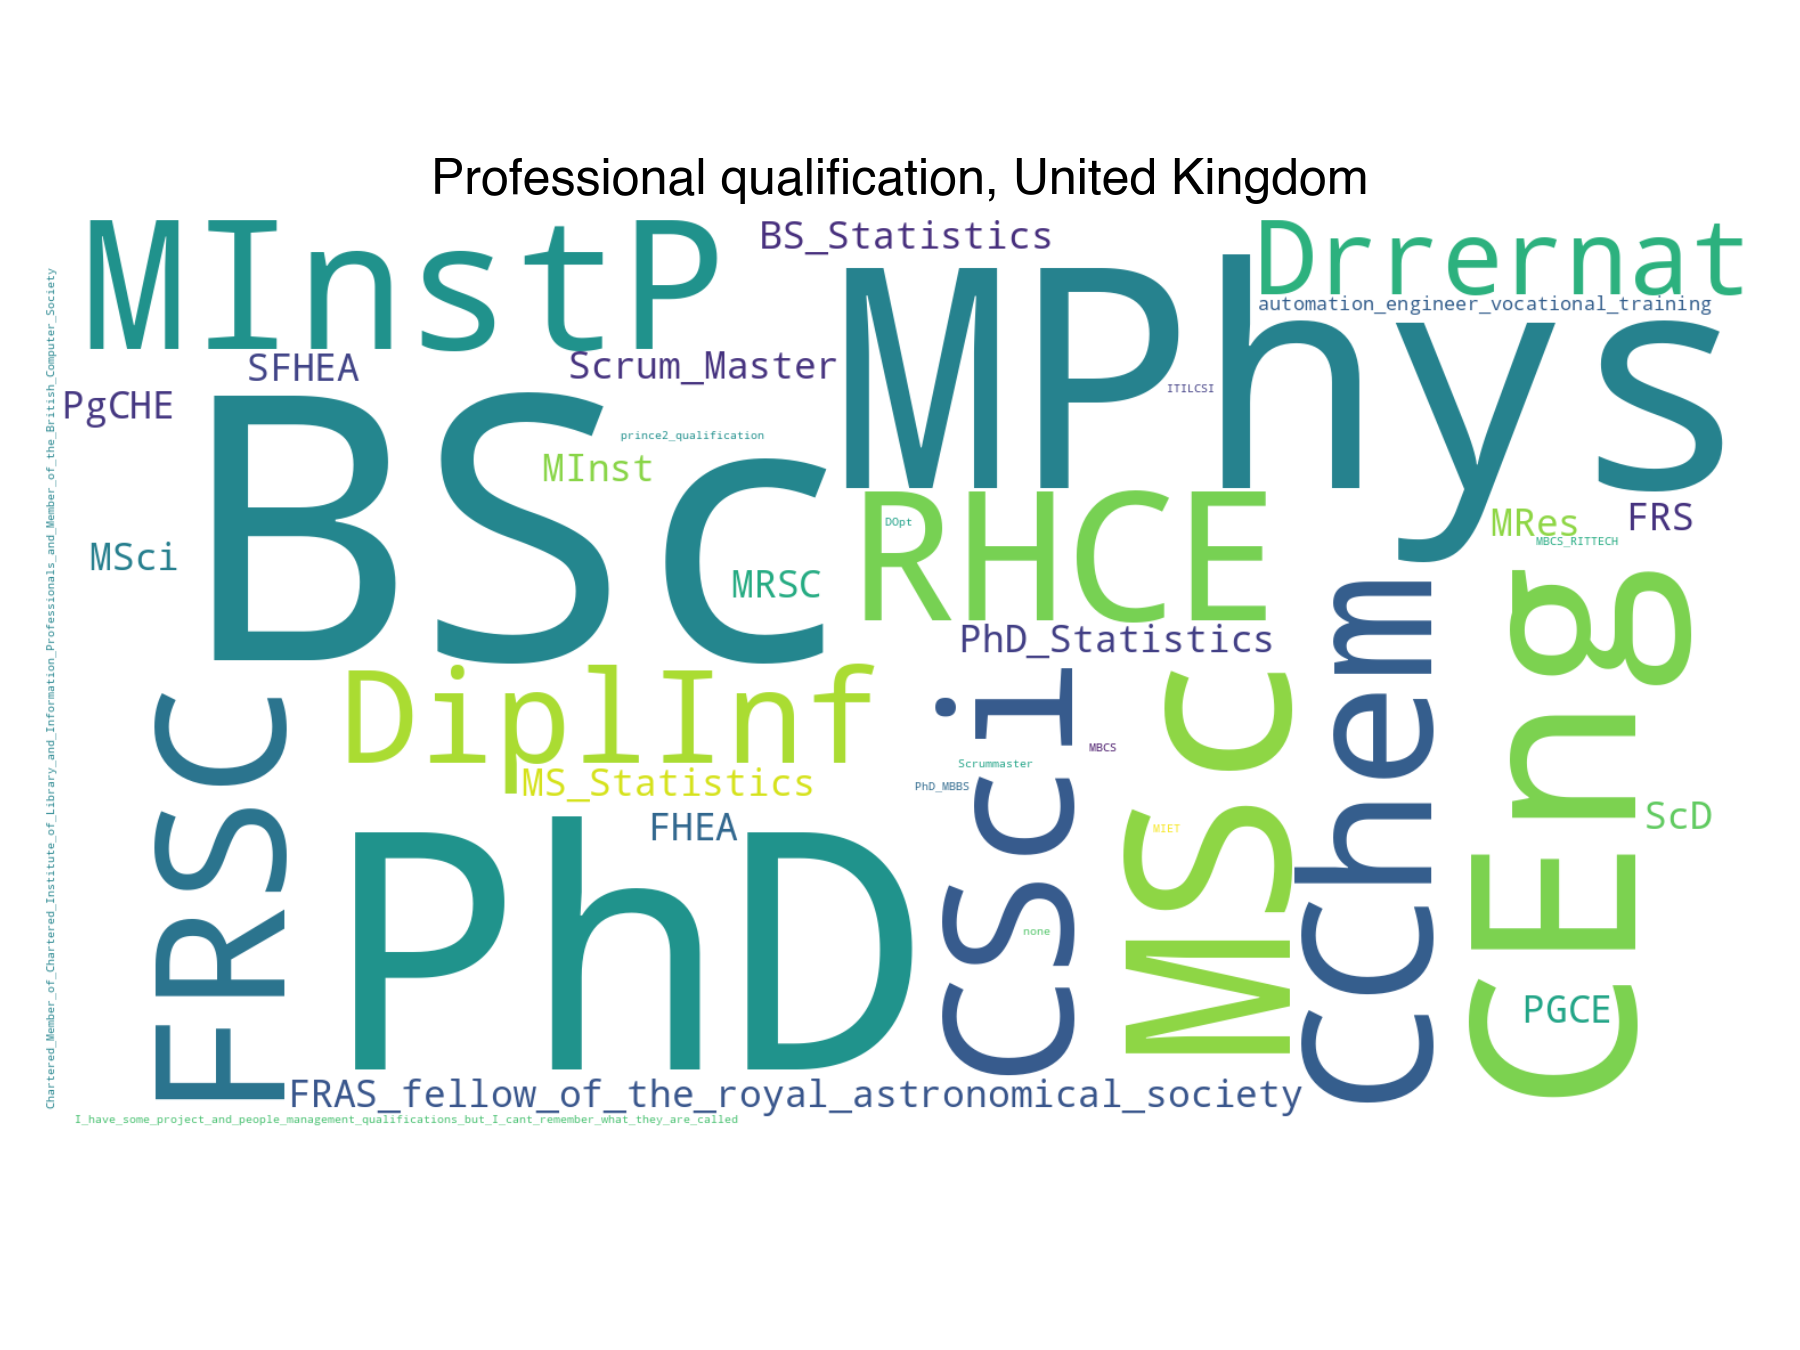 Professional qualification, United Kingdom
MInstP
BS_Statistics
Drrernat
MPhys
automation_engineer_vocational_training
SFHEA
Scrum_Master
PgCHE
ITILCSI
BSc
prince2_qualification
MInst
RHCE
DOpt
MRes
FRS
MBCS_RITTECH
MSci
MRSC
PhD_Statistics
DiplInf
MS_Statistics
FRSC
CSci
MBCS
Scrummaster
PhD_MBBS
MSc
MIET
CChem
CEng
ScD
FHEA
PhD
none
PGCE
FRAS_fellow_of_the_royal_astronomical_society
I_have_some_project_and_people_management_qualifications_but_I_cant_remember_what_they_are_called
Chartered_Member_of_Chartered_Institute_of_Library_and_Information_Professionals_and_Member_of_the_British_Computer_Society